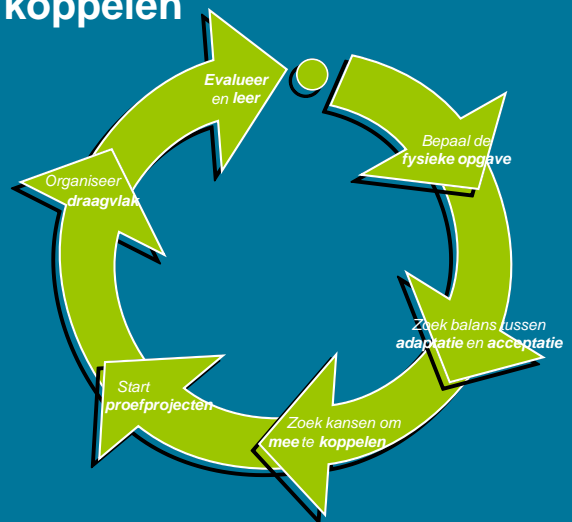 koppelen
Evalueer
en leer
Bepaal de
fysieke opgave
Zoek balans tussen
adaptatie en acceptatie
Zoek kansen om
mee te koppelen
Start
proefprojecten
Organiseer
draagvlak